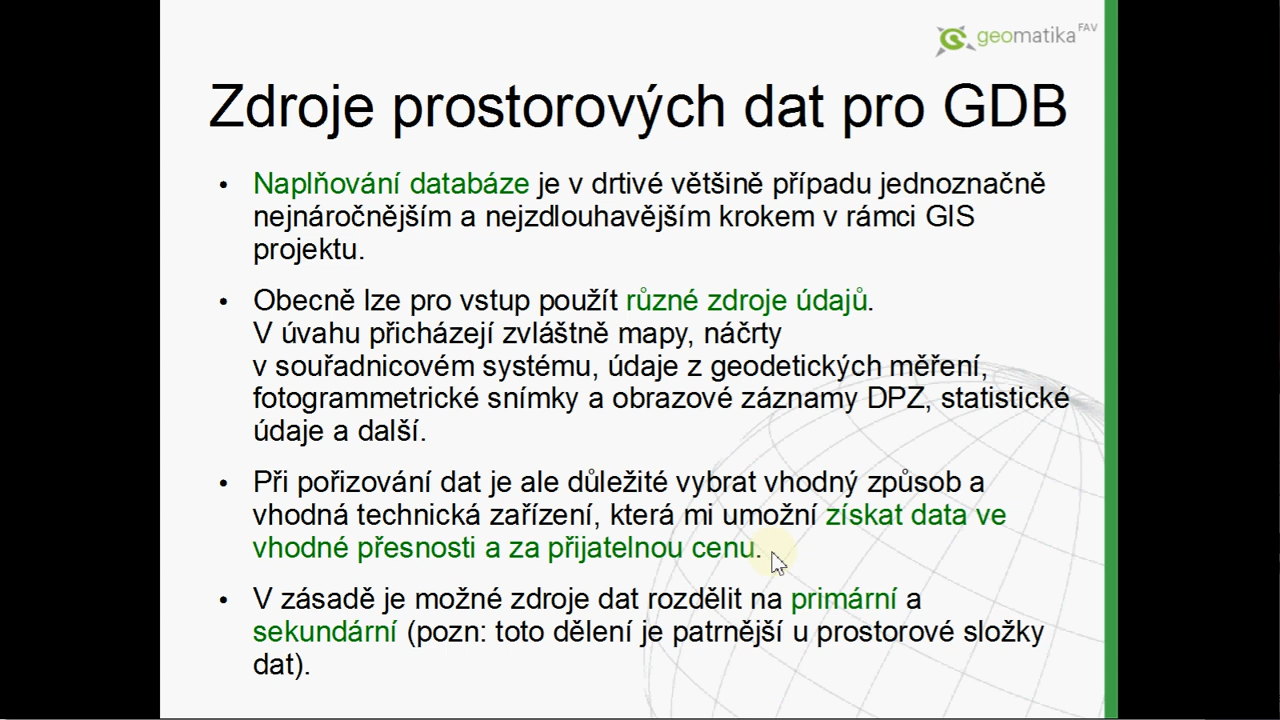 geomatika FAV
Zdroje prostorových dat pro GDB
• Naplňování databáze je v drtivé většině případu jednoznačně
nejnáročnějším a nejzdlouhavějším krokem v rámci GIS
projektu.
• Obecně lze pro vstup použít různé zdroje údajů.
V úvahu přicházejí zvláštně mapy, náčrty
v souřadnicovém systému, údaje z geodetických měření,
fotogrammetrické snímky a obrazové záznamy DPZ, statistické
údaje a další.
• Při pořizování dat je ale důležité vybrat vhodný způsob a
vhodná technická zařízení, která mi umožní získat data ve
vhodné přesnosti a za přijatelnou cenu.
• V zásadě je možné zdroje dat rozdělit na primární a
sekundární (pozn: toto dělení je patrnější u prostorové složky
dat).